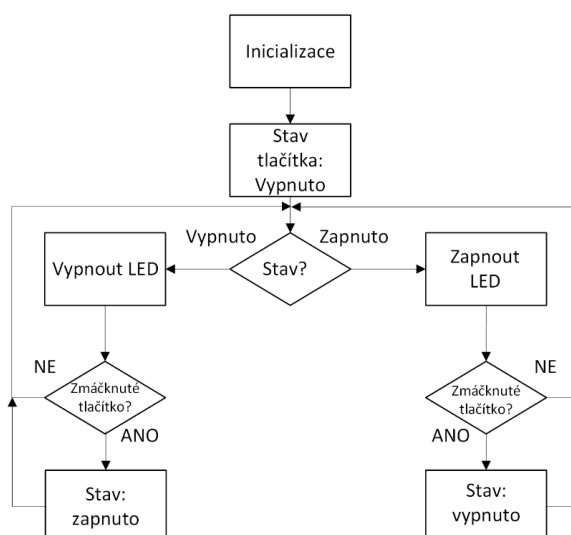 Inicializace
Stav
tlačítka:
Vypnuto
Vypnuto
Zapnuto
Vypnout LED
Stav?
Zapnout
LED
NE
Zmáčknuté
tlačítko?
ANO
Zmáčknuté
tlačítko?
NE
ANO
Stav:
zapnuto
Stav:
vypnuto